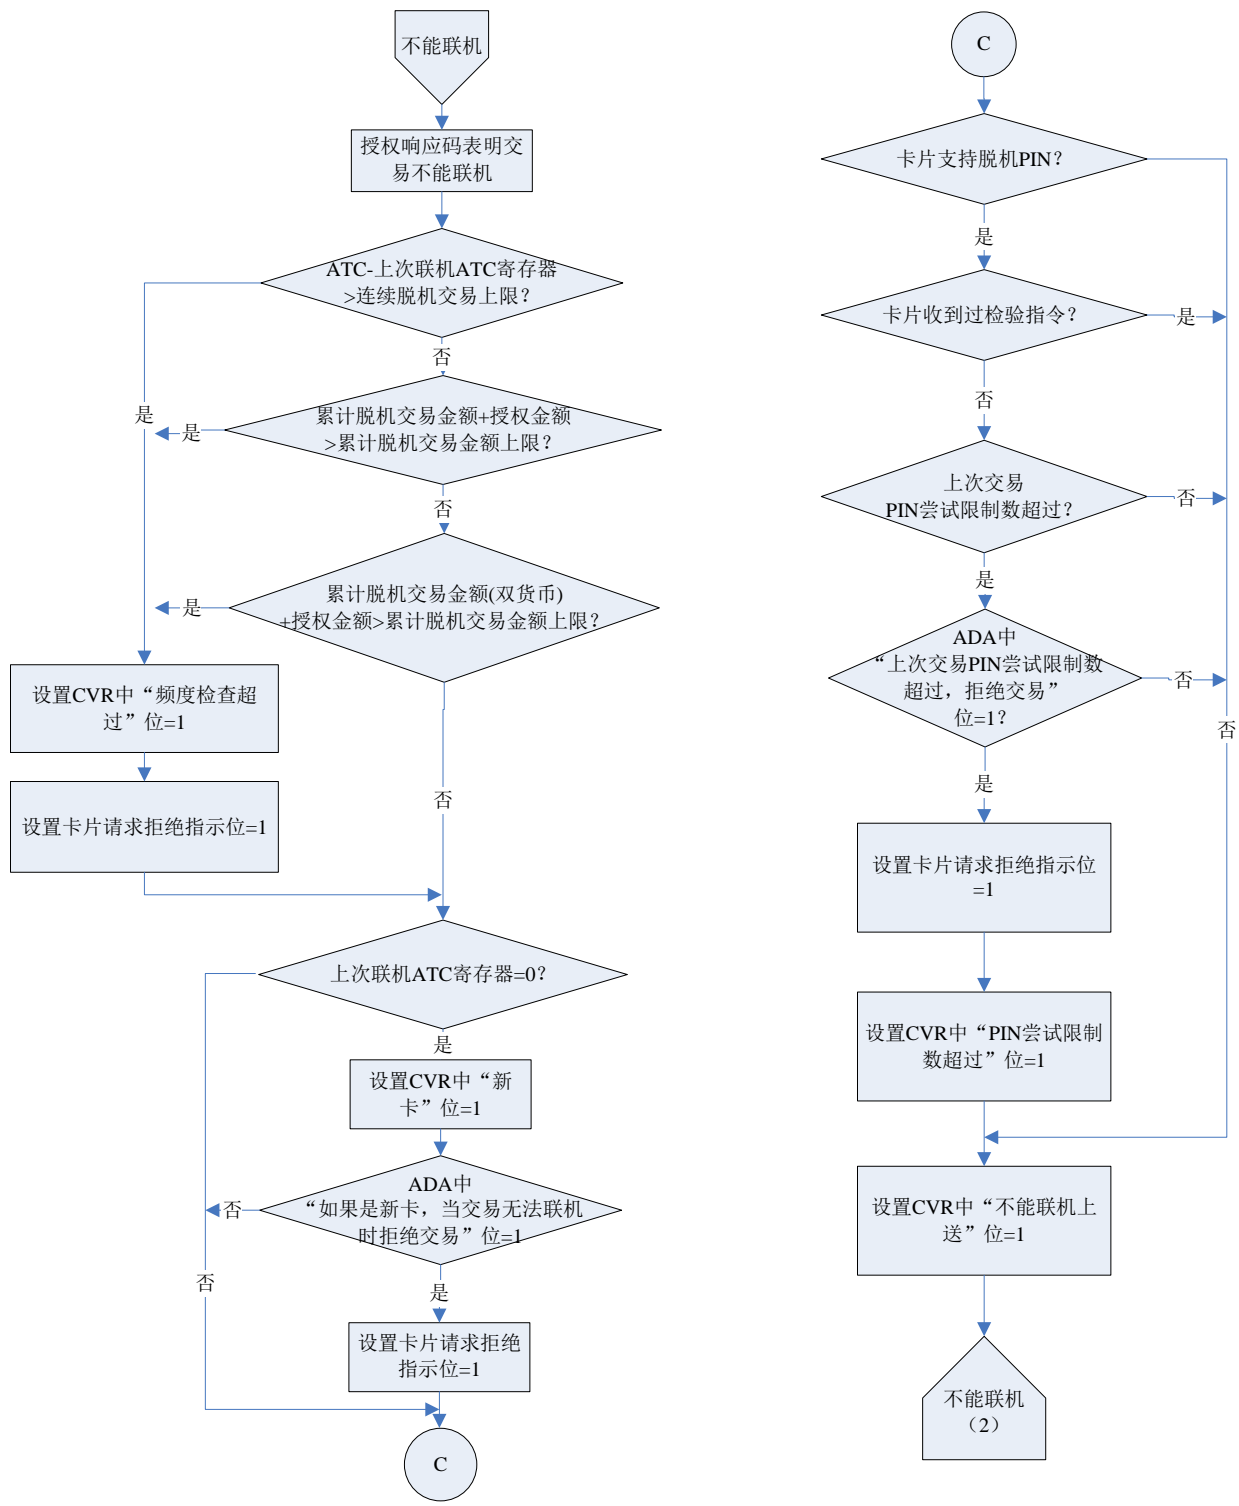 不能联机
授权响应码表明交
易不能联机
ATC-上次联机ATC寄存器
>连续脱机交易上限?
否
是
累计脱机交易金额+授权金额
>累计脱机交易金额上限?
是
否
累计脱机交易金额(双货币)
+授权金额>累计脱机交易金额上限?
是
设置CVR中“频度检查超
过”位=1
设置卡片请求拒绝指示位=1
否
上次联机ATC寄存器=0?
是
设置CVR中“新
卡”位=1
ADA中
“如果是新卡，当交易无法联机
时拒绝交易”位=1
否
否
是
设置卡片请求拒绝
指示位=1
C
C
卡片支持脱机PIN?
是
卡片收到过检验指令?
是
否
上次交易
PIN尝试限制数超过?
否
是
ADA中
“上次交易PIN尝试限制数
超过，拒绝交易”
位=1?
否
否
是
设置卡片请求拒绝指示位
=1
设置CVR中“PIN尝试限制
数超过”位=1
设置CVR中“不能联机上
送”位=1
不能联机
（2）